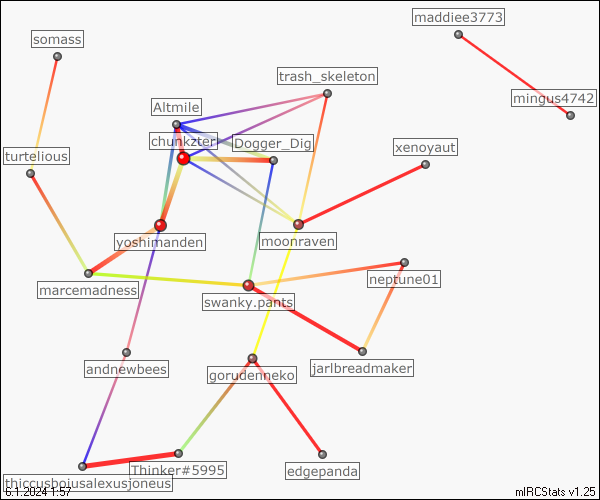 maddiee3773
somass
trash_skeleton
mingus4742
Altmile
chunkzter
Dogger_Dig
xenoyaut
turtelious
yoshimanden
moonraven
neptune01
marcemadness
swanky.pants
andnewbees
gorudenneko
jarlbreadmaker
Thinker#5995
edgepanda
thiccusboiusalexusjoneus
6.1.2024 1:57
mIRCStats v1.25